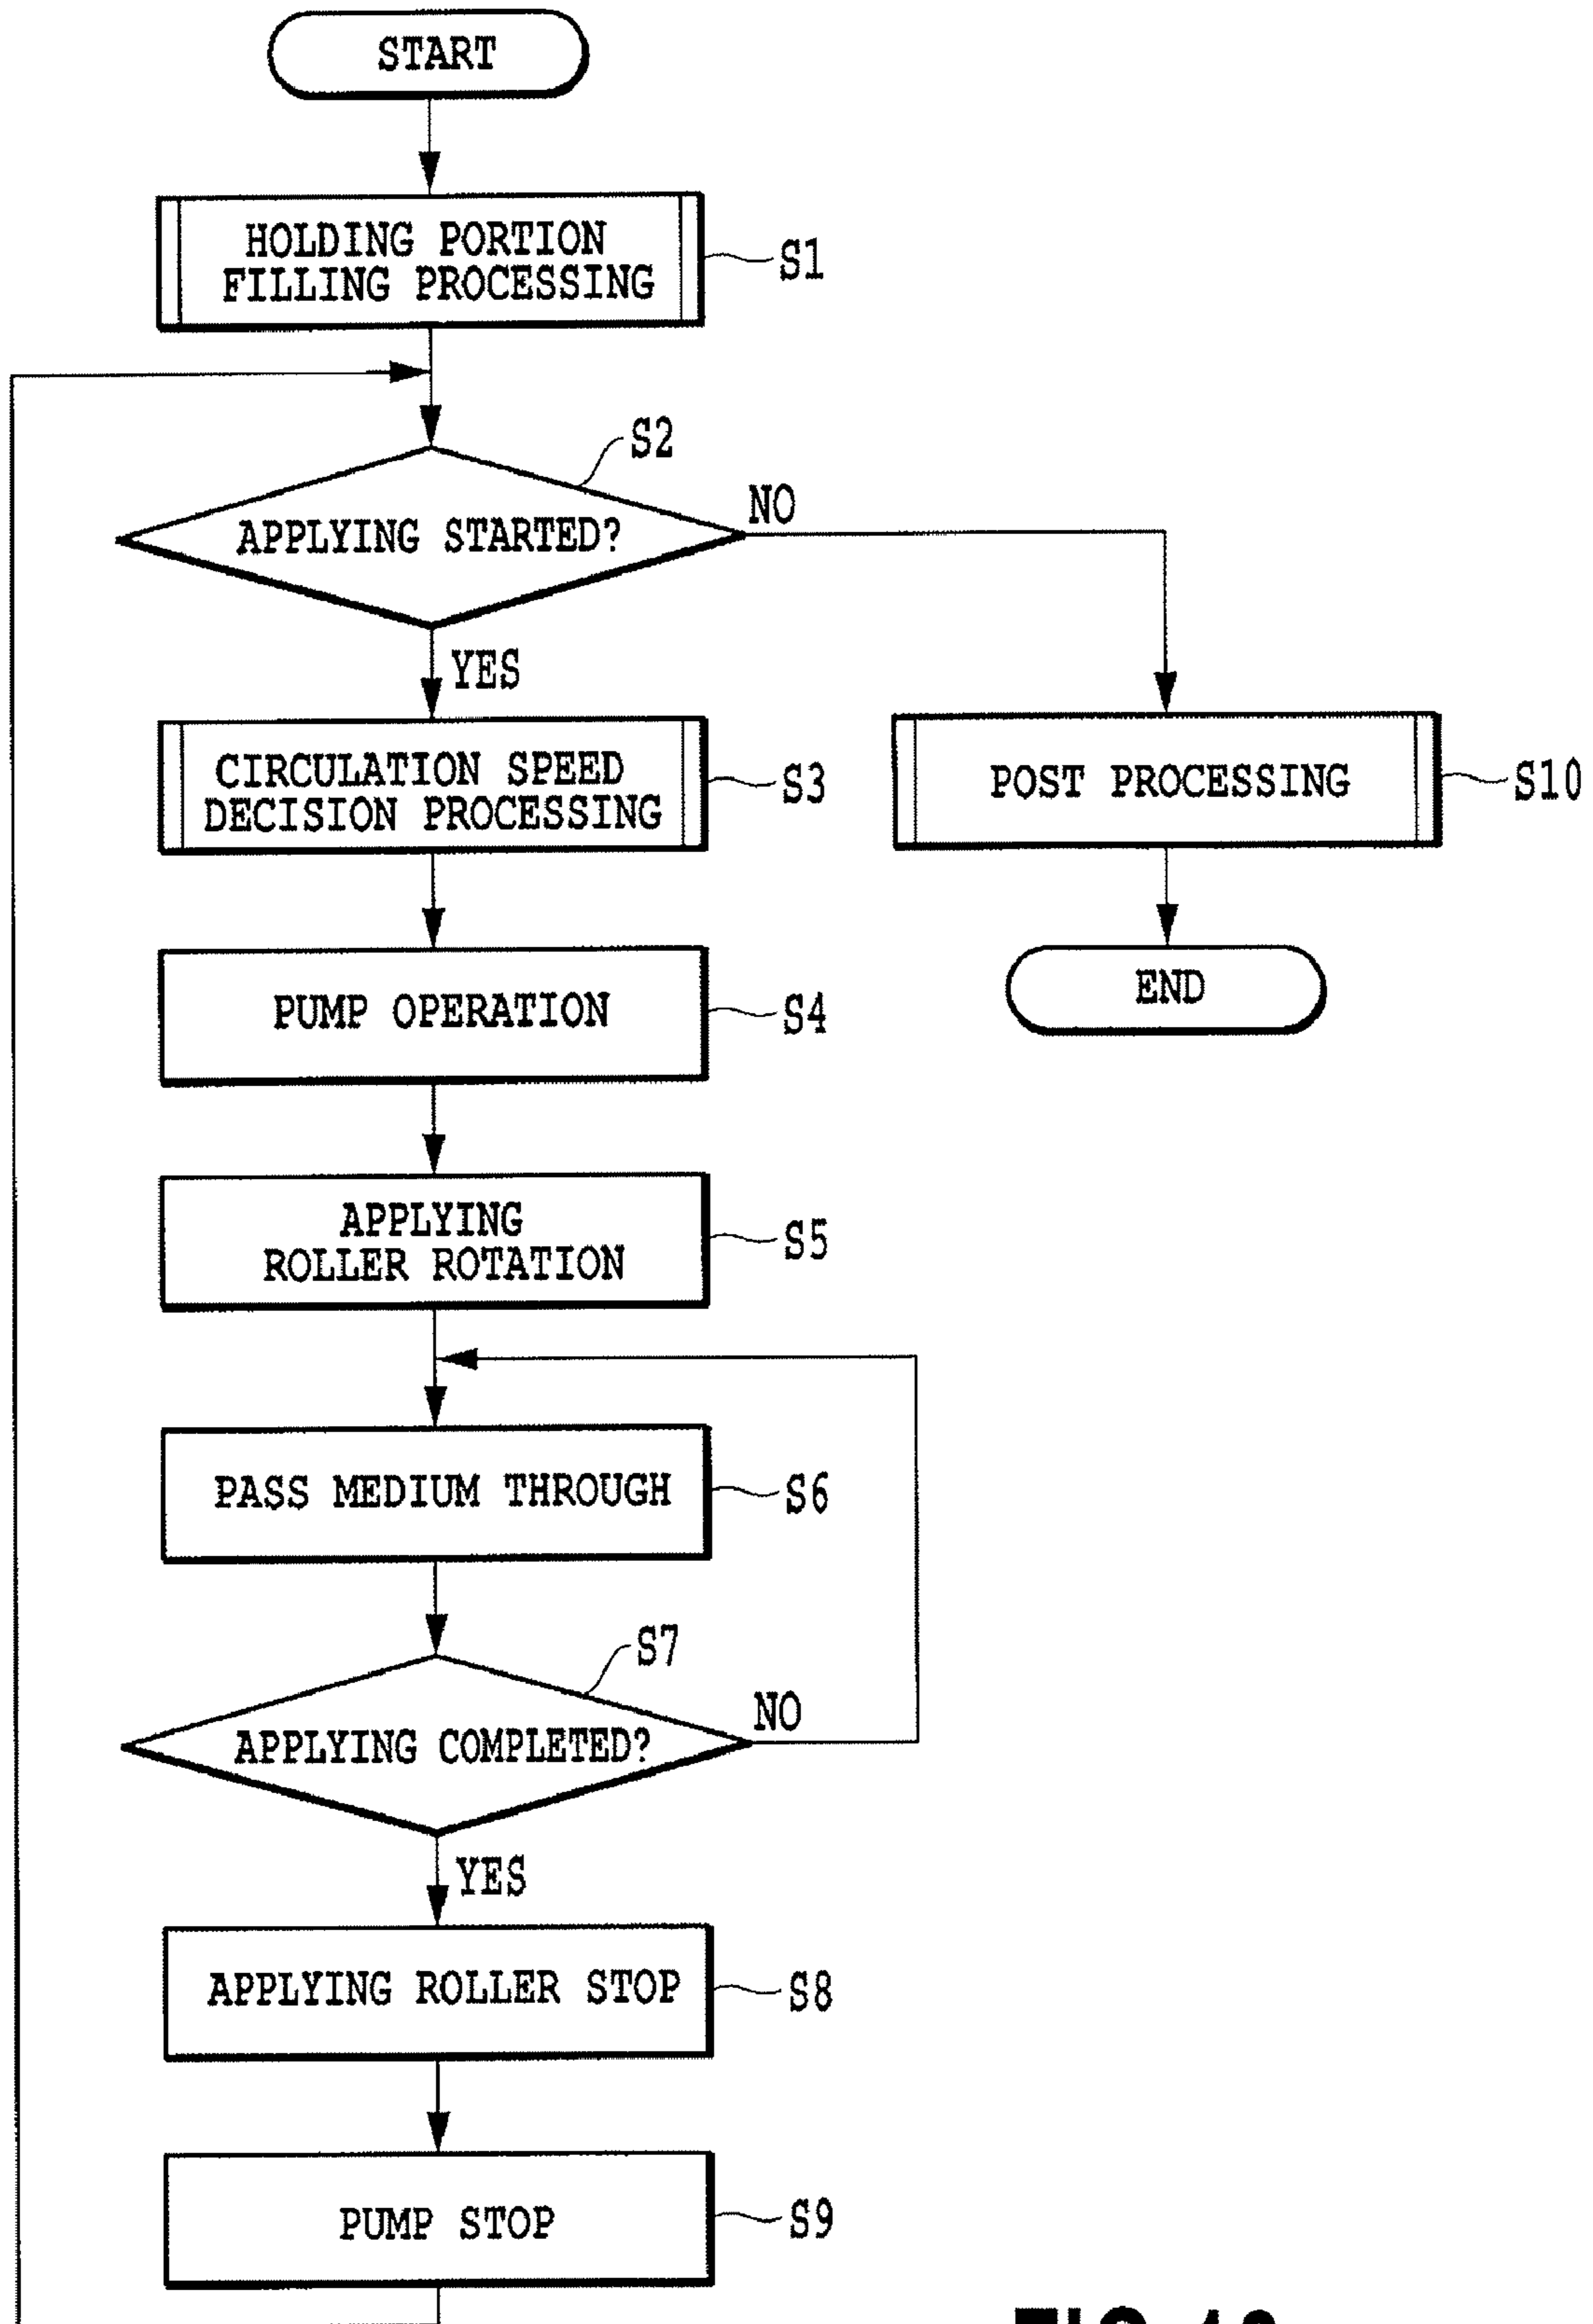 START
HOLDING PORTION
FILLING PROCESSING
S1
S2
APPLYING STARTED?
NO
YES
CIRCULATION SPEED
DECISION PROCESSING
S3
POST PROCESSING
S10
PUMP OPERATION
S4
END
APPLYING
ROLLER ROTATION
S5
PASS MEDIUM THROUGH
S6
S7
APPLYING COMPLETED?
NO
YES
APPLYING ROLLER STOP
S8
PUMP STOP
S9